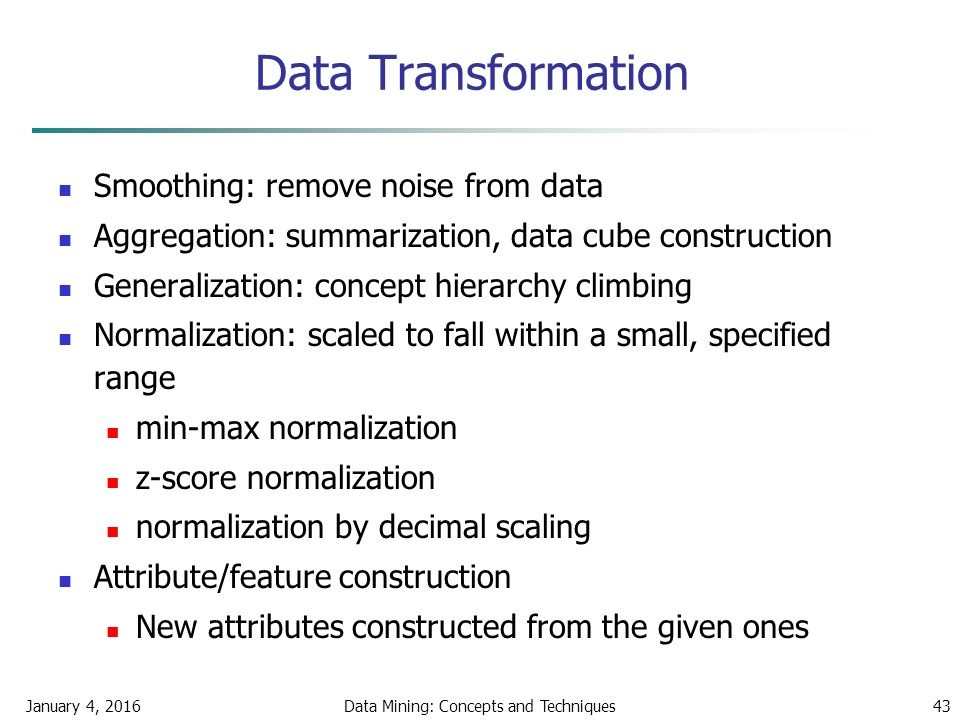 Data Transformation
Smoothing: remove noise from data
Aggregation: summarization, data cube construction
Generalization: concept hierarchy climbing
Normalization: scaled to fall within a small, specified
range
min-max normalization
z-score normalization
normalization by decimal scaling
Attribute/feature construction
New attributes constructed from the given ones
January 4, 2016 Data Mining: Concepts and Techniques 43